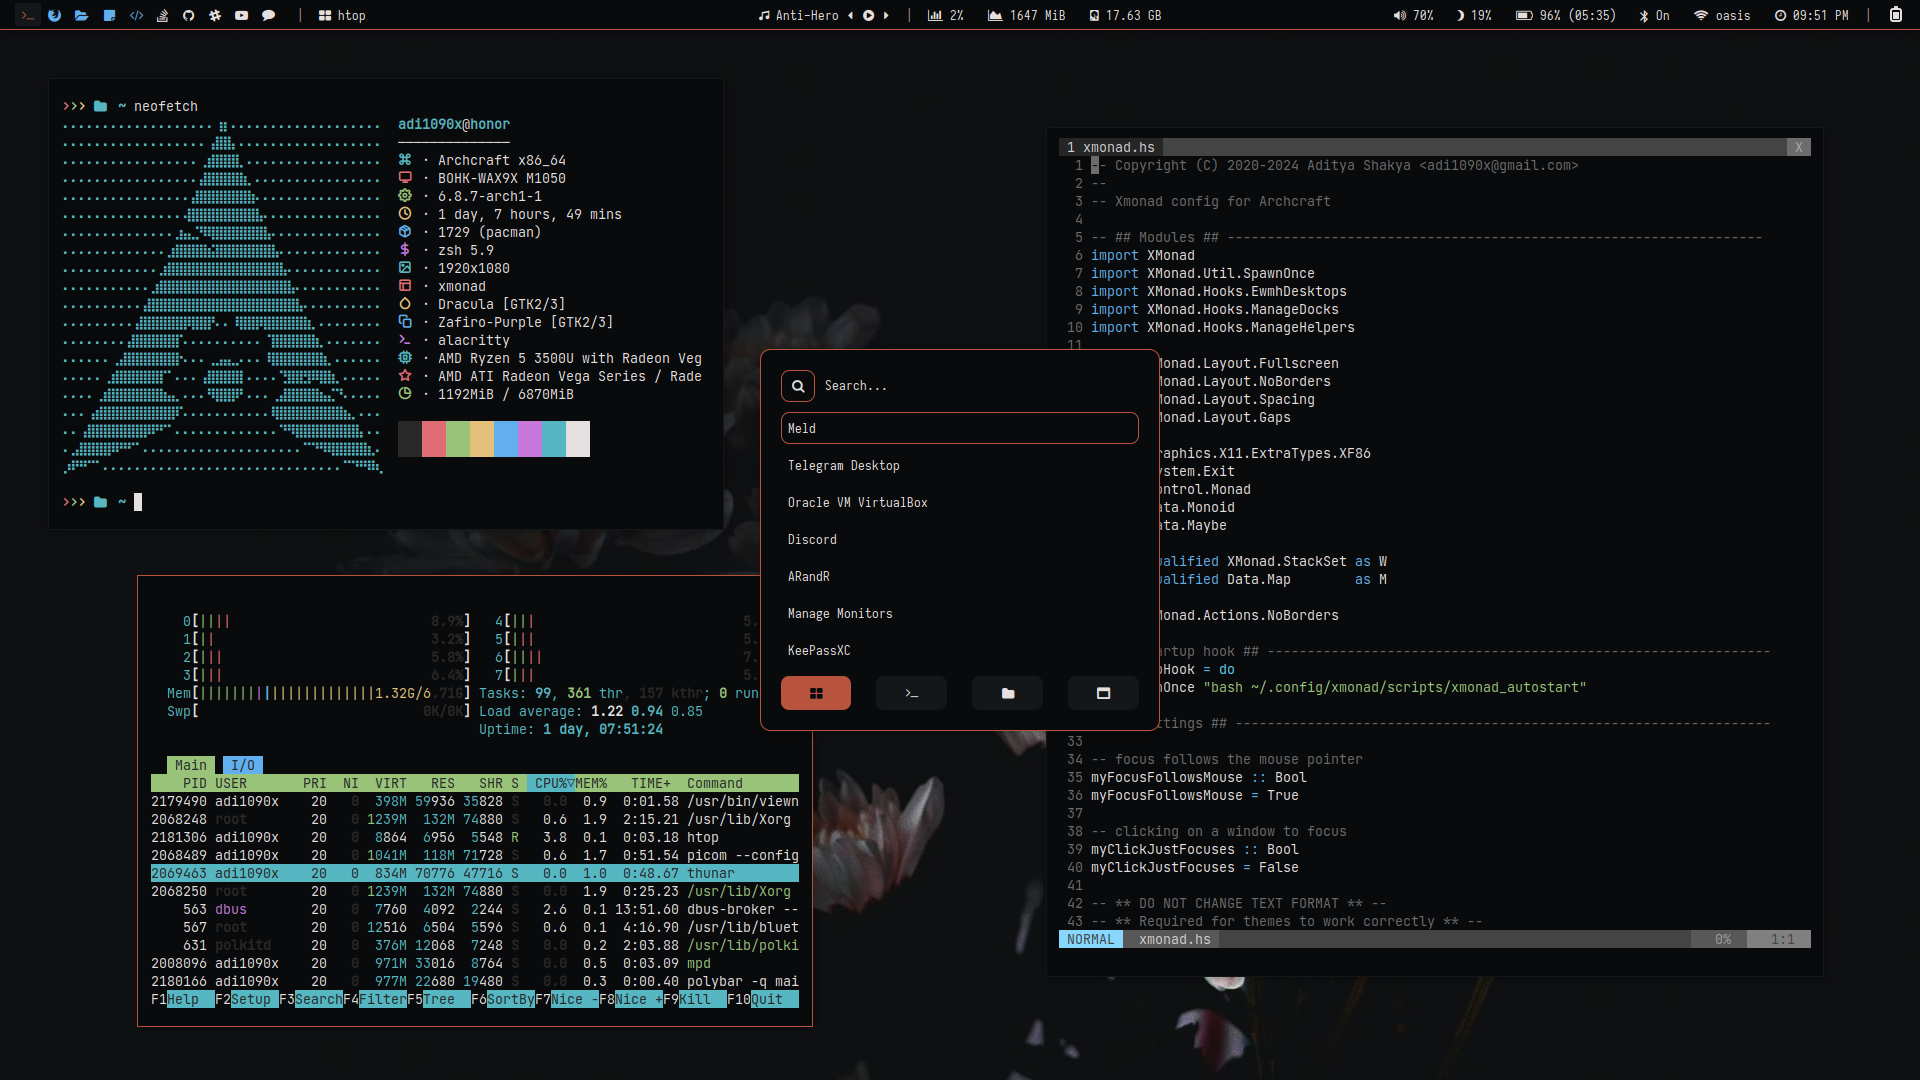 htop
Anti-Hero
2%
1647 MiB
17.63 GB
70%
19%
96% (05:35)
On
oasis
09:51 PM
>>> ~ neofetch
adi1090x@honor
· Archcraft x86_64
· BOHK-WAX9X M1050
· 6.8.7-arch1-1
· 1 day, 7 hours, 49 mins
· 1729 (pacman)
· zsh 5.9
· 1920x1080
· xmonad
· Dracula [GTK2/3]
· Zafiro-Purple [GTK2/3]
· alacritty
· AMD Ryzen 5 3500U with Radeon Veg
· AMD ATI Radeon Vega Series / Rade
· 1192MiB / 6870MiB
>>> ~
0[|||| 8.9%] 4[||| 5.
1[|| 3.2%] 5[||| 5.
2[||| 5.8%] 6[|||| 7.
3[||| 6.4%] 7[||| 5.
Mem[||||||||||||||||||||||1.32G/6.71G] Tasks: 99, 361 thr, 157 kthr; 0 run
Swp[ 0K/0K] Load average: 1.22 0.94 0.85
Uptime: 1 day, 07:51:24
Main I/O
PID USER PRI NI VIRT RES SHR S CPU%▽MEM% TIME+ Command
2179490 adi1090x 20 0 398M 59936 35828 S 0.0 0.9 0:01.58 /usr/bin/viewn
2068248 root 20 0 1239M 132M 74880 S 0.6 1.9 2:15.21 /usr/lib/Xorg
2181306 adi1090x 20 0 8864 6956 5548 R 3.8 0.1 0:03.18 htop
2068489 adi1090x 20 0 1041M 118M 71728 S 0.6 1.7 0:51.54 picom --config
2069463 adi1090x 20 0 834M 70776 47716 S 0.0 1.0 0:48.67 thunar
2068250 root 20 0 1239M 132M 74880 S 0.0 1.9 0:25.23 /usr/lib/Xorg
563 dbus 20 0 7760 4092 2244 S 2.6 0.1 13:51.60 dbus-broker --
567 root 20 0 12516 6504 5596 S 0.6 0.1 4:16.90 /usr/lib/bluet
631 polkitd 20 0 376M 12068 7248 S 0.0 0.2 2:03.88 /usr/lib/polki
2008096 adi1090x 20 0 971M 33016 8764 S 0.0 0.5 0:03.09 mpd
2180166 adi1090x 20 0 977M 22680 19480 S 0.0 0.3 0:00.40 polybar -q mai
F1Help F2Setup F3SearchF4FilterF5Tree F6SortByF7Nice -F8Nice +F9Kill F10Quit
Search...
Meld
Telegram Desktop
Oracle VM VirtualBox
Discord
ARandR
Manage Monitors
KeePassXC
1 xmonad.hs X
1 -- Copyright (C) 2020-2024 Aditya Shakya <adi1090x@gmail.com>
2 --
3 -- Xmonad config for Archcraft
4
5 -- ## Modules ## -------------------------------------------------------------------
6 import XMonad
7 import XMonad.Util.SpawnOnce
8 import XMonad.Hooks.EwmhDesktops
9 import XMonad.Hooks.ManageDocks
10 import XMonad.Hooks.ManageHelpers
11
Monad.Layout.Fullscreen
Monad.Layout.NoBorders
Monad.Layout.Spacing
Monad.Layout.Gaps
raphics.X11.ExtraTypes.XF86
ystem.Exit
ontrol.Monad
ata.Monoid
ata.Maybe
ualified XMonad.StackSet as W
ualified Data.Map as M
Monad.Actions.NoBorders
artup hook ## ---------------------------------------------------------------
pHook = do
nOnce "bash ~/.config/xmonad/scripts/xmonad_autostart"
ttings ## -------------------------------------------------------------------
33
34 -- focus follows the mouse pointer
35 myFocusFollowsMouse :: Bool
36 myFocusFollowsMouse = True
37
38 -- clicking on a window to focus
39 myClickJustFocuses :: Bool
40 myClickJustFocuses = False
41
42 -- ** DO NOT CHANGE TEXT FORMAT ** --
43 -- ** Required for themes to work correctly ** --
NORMAL xmonad.hs 0% 1:1